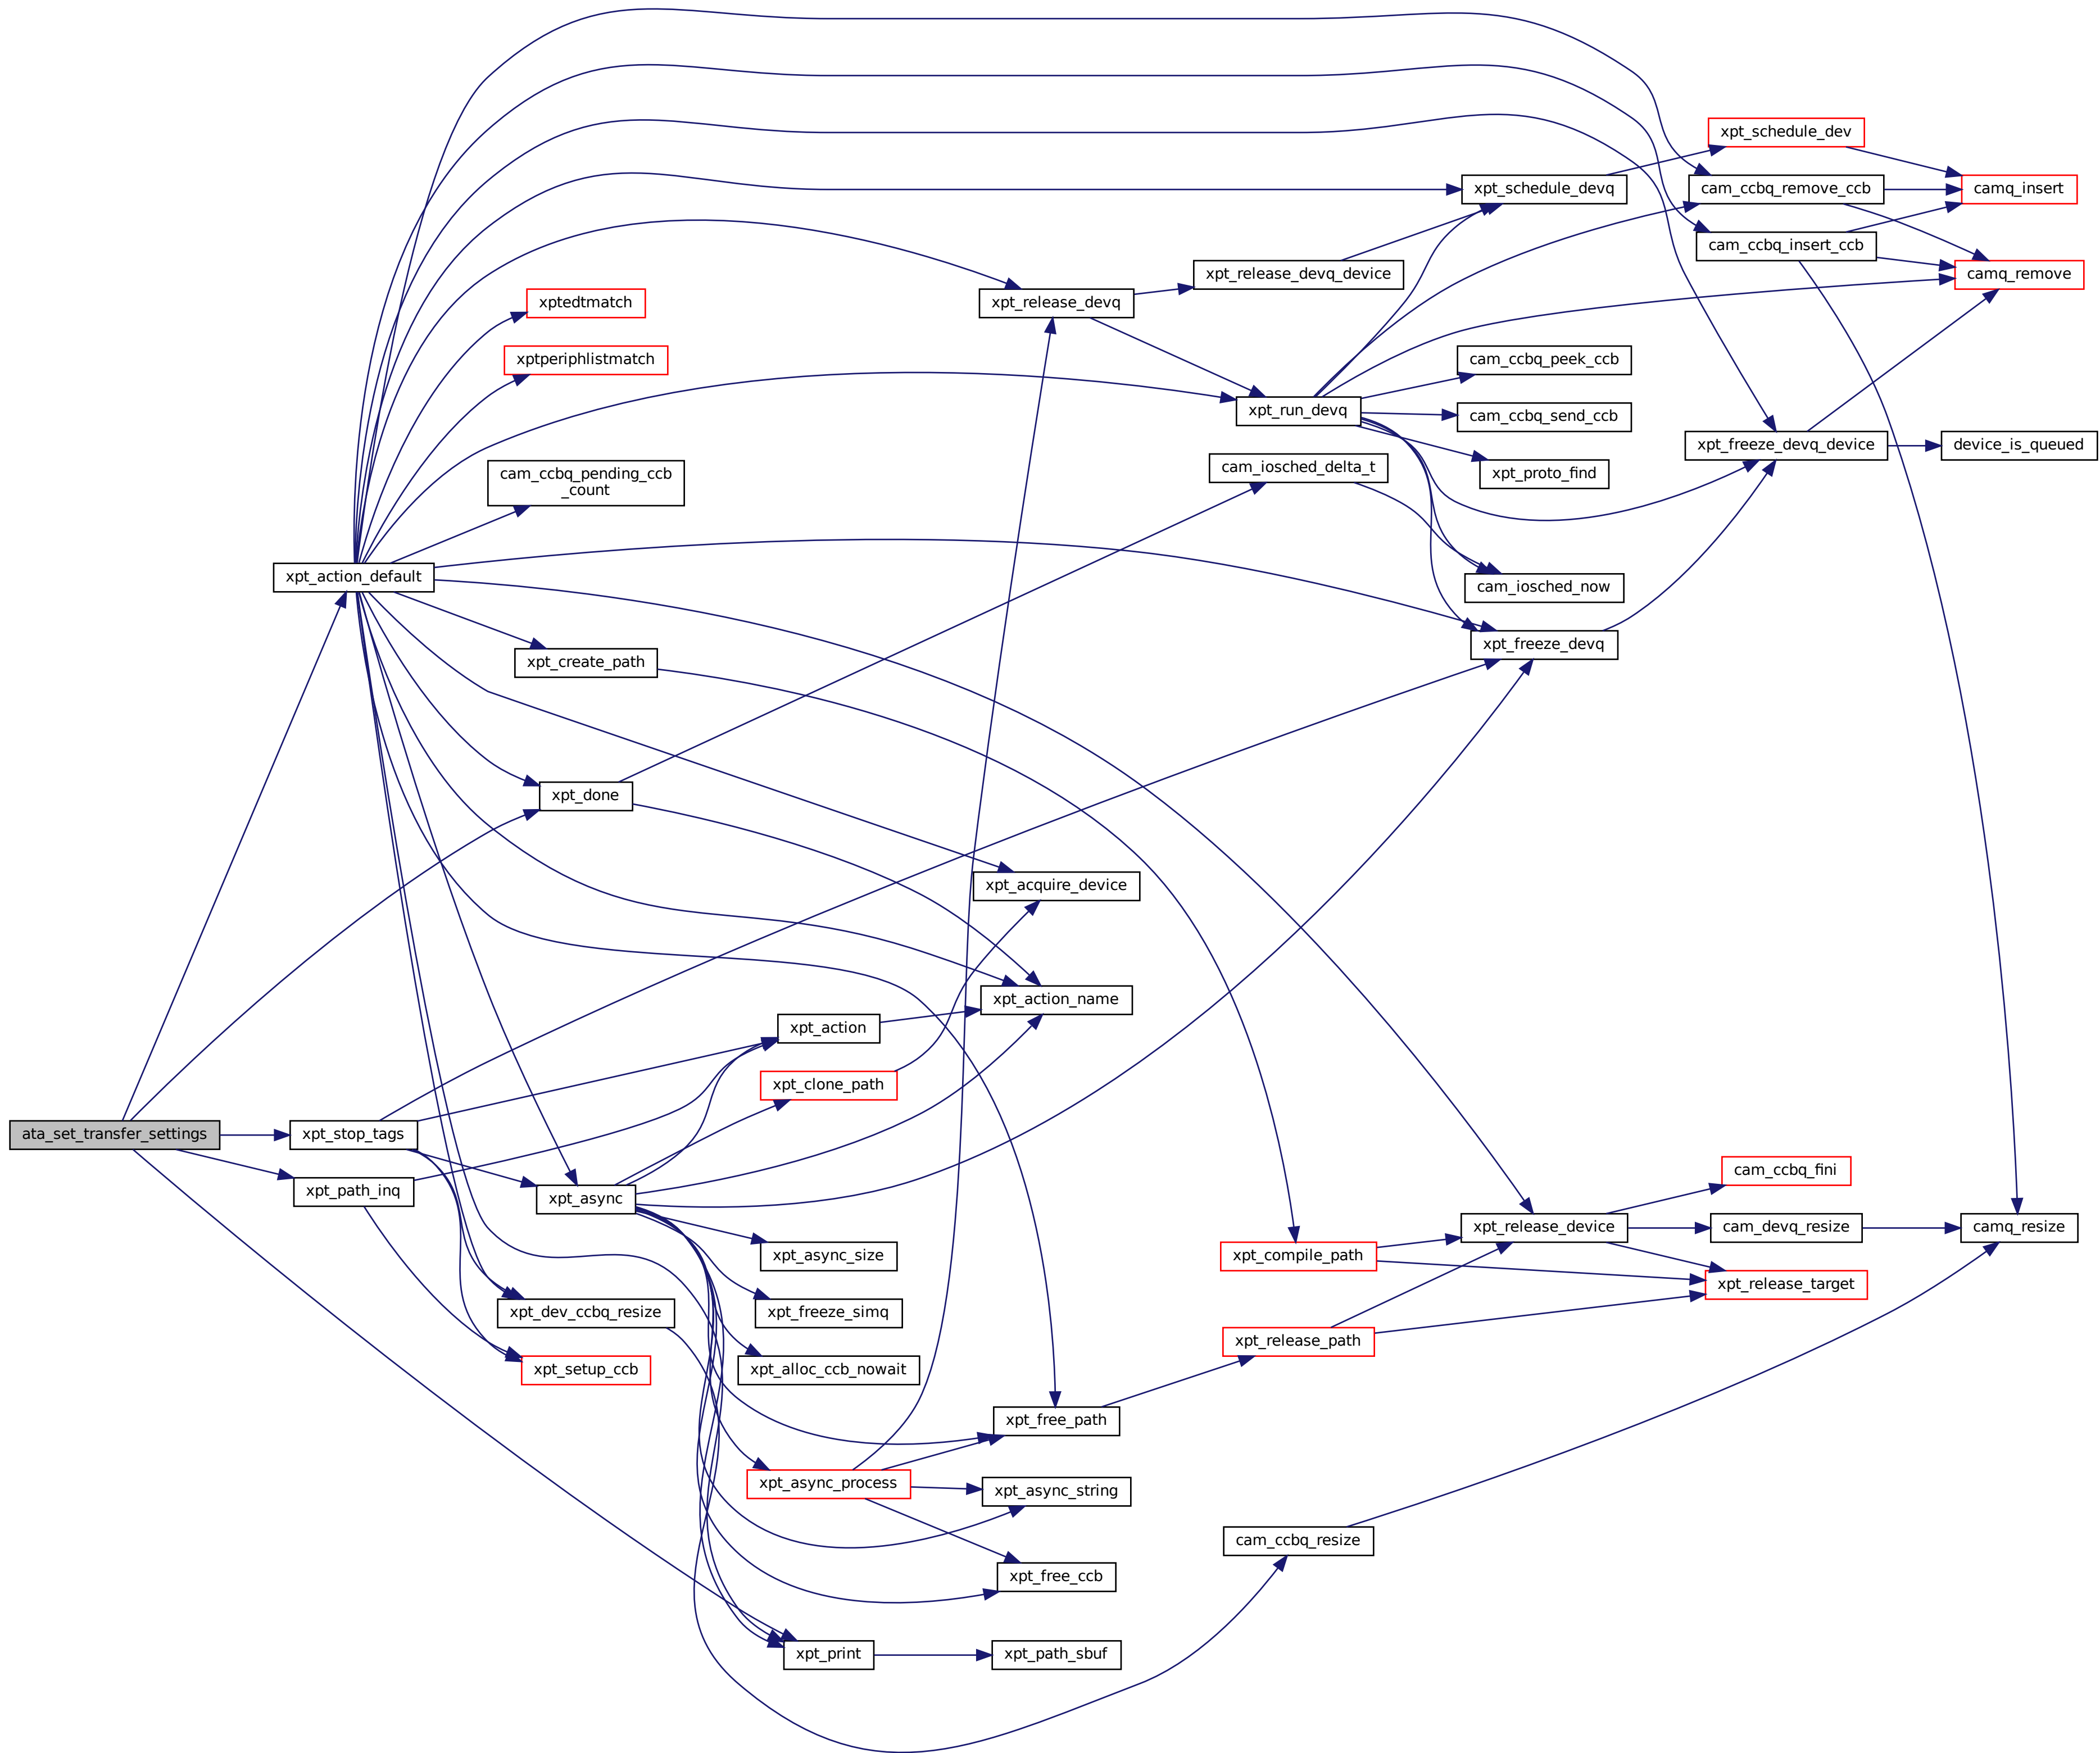 xpt_schedule_dev
xpt_schedule_devq
cam_ccbq_remove_ccb
camq_insert
cam_ccbq_insert_ccb
xpt_release_devq_device
camq_remove
xptedtmatch
xpt_release_devq
xptperiphlistmatch
cam_ccbq_peek_ccb
xpt_run_devq
cam_ccbq_send_ccb
xpt_freeze_devq_device
device_is_queued
cam_ccbq_pending_ccb
_count
cam_iosched_delta_t
xpt_proto_find
xpt_action_default
cam_iosched_now
xpt_create_path
xpt_freeze_devq
xpt_done
xpt_acquire_device
xpt_action_name
xpt_action
xpt_clone_path
ata_set_transfer_settings
xpt_stop_tags
xpt_path_inq
xpt_async
cam_ccbq_fini
xpt_release_device
cam_devq_resize
camq_resize
xpt_async_size
xpt_compile_path
xpt_release_target
xpt_dev_ccbq_resize
xpt_freeze_simq
xpt_release_path
xpt_setup_ccb
xpt_alloc_ccb_nowait
xpt_free_path
xpt_async_process
xpt_async_string
cam_ccbq_resize
xpt_free_ccb
xpt_print
xpt_path_sbuf